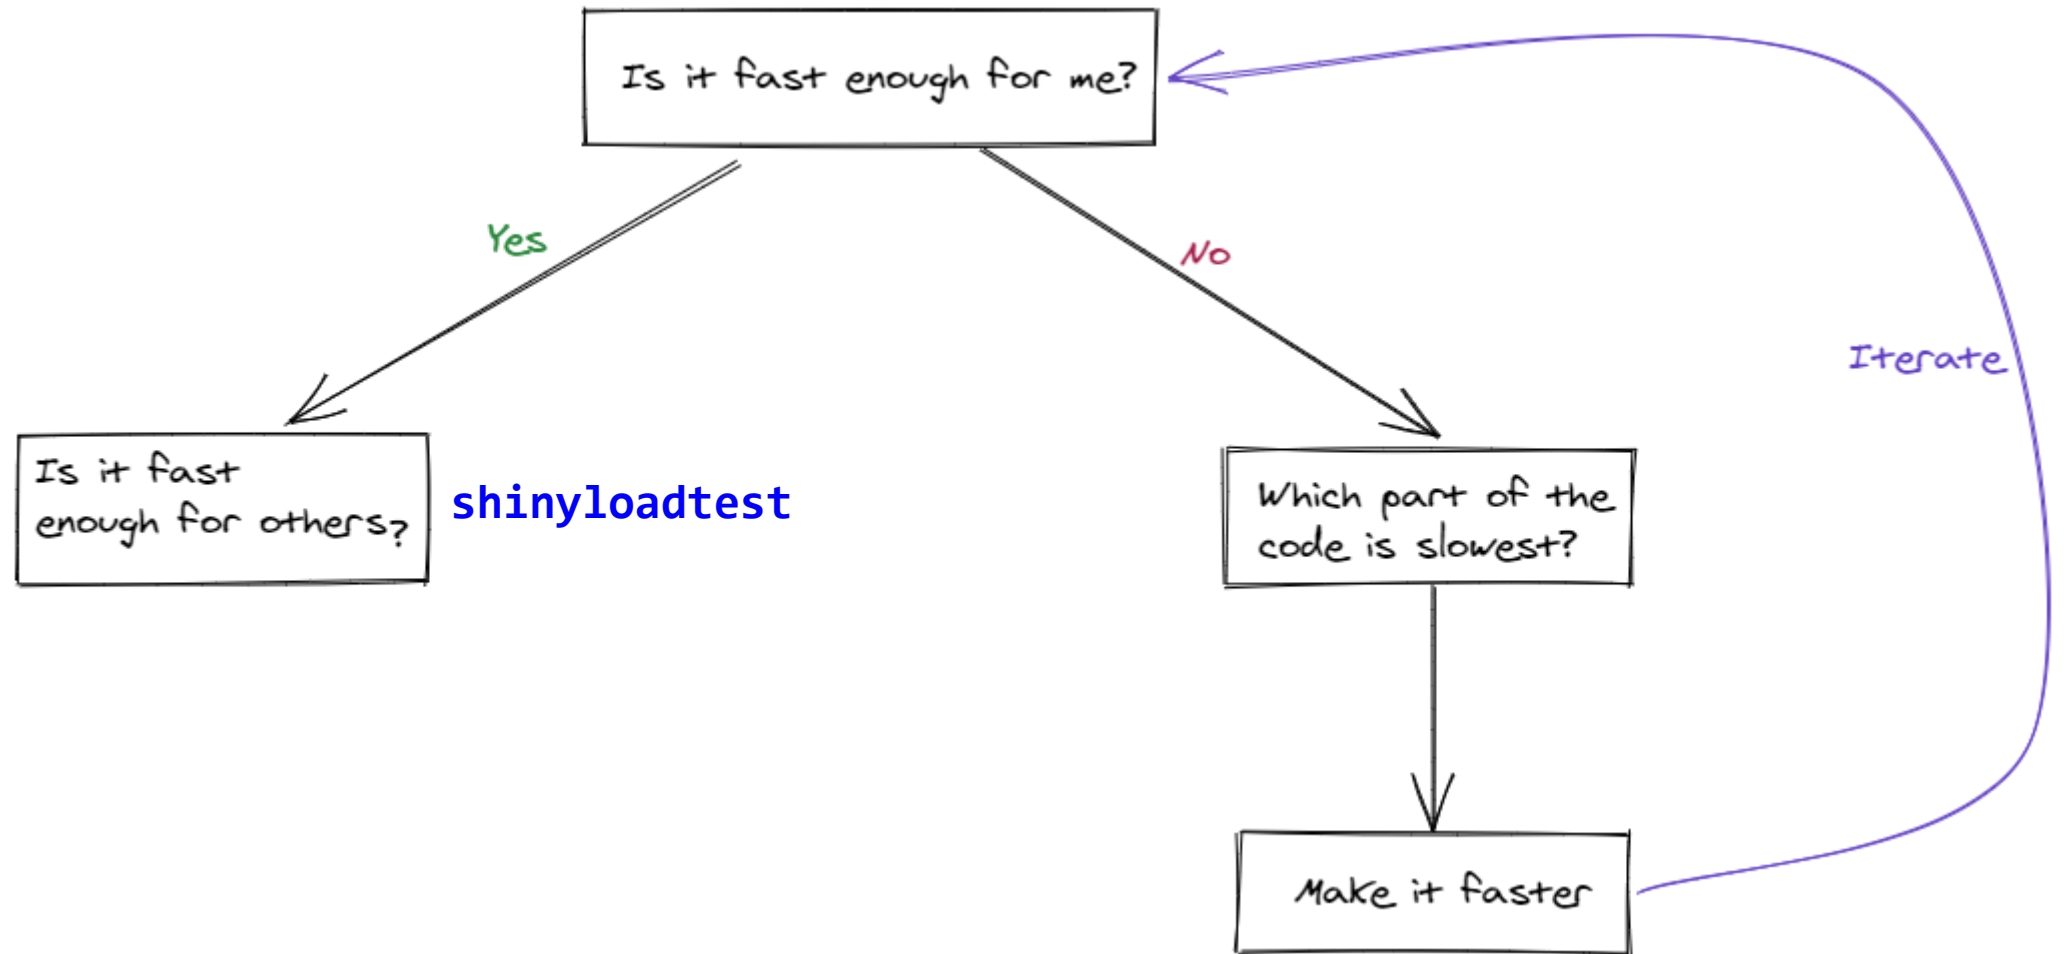 Is it fast enough for me?
Yes
No
Iterate
Is it fast
enough for others?
shinyloadtest
Which part of the
code is slowest?
Make it faster